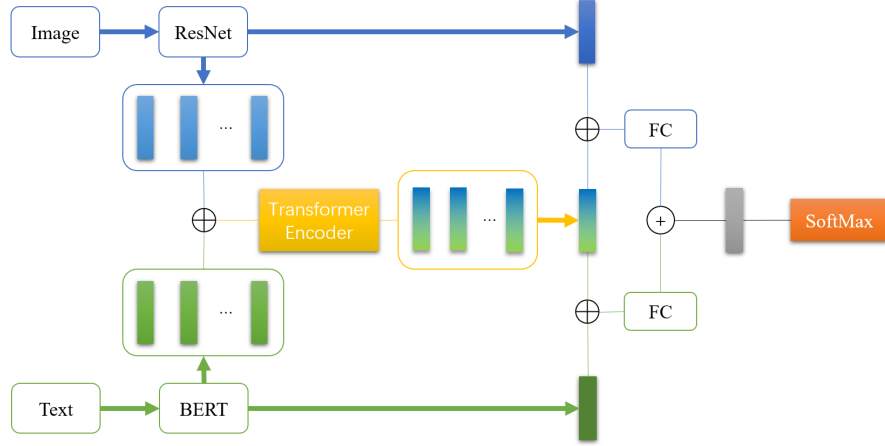 Image
ResNet
...
FC
Transformer
Encoder
...
+
SoftMax
...
FC
Text
BERT